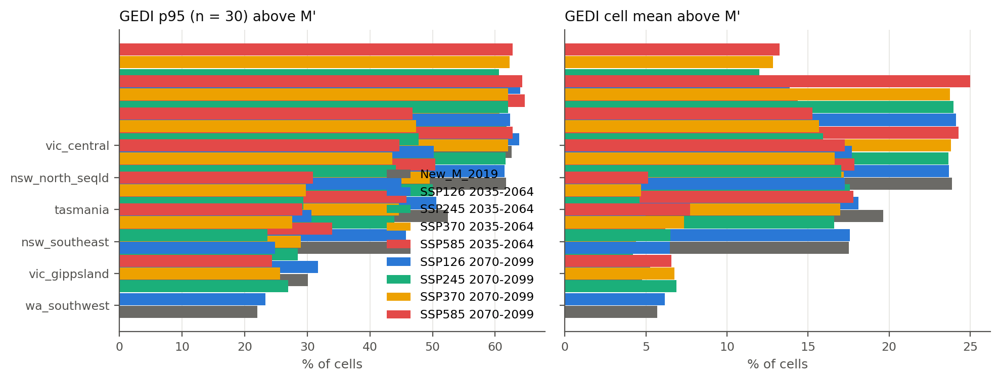 GEDI p95 (n = 30) above M'
vic_central
nsw_north_seqld
tasmania
nsw_southeast
vic_gippsland
wa_southwest
New_M_2019
SSP126 2035-2064
SSP245 2035-2064
SSP370 2035-2064
SSP585 2035-2064
SSP126 2070-2099
SSP245 2070-2099
SSP370 2070-2099
SSP585 2070-2099
0 10 20 30 40 50 60
% of cells
GEDI cell mean above M'
0 5 10 15 20 25
% of cells